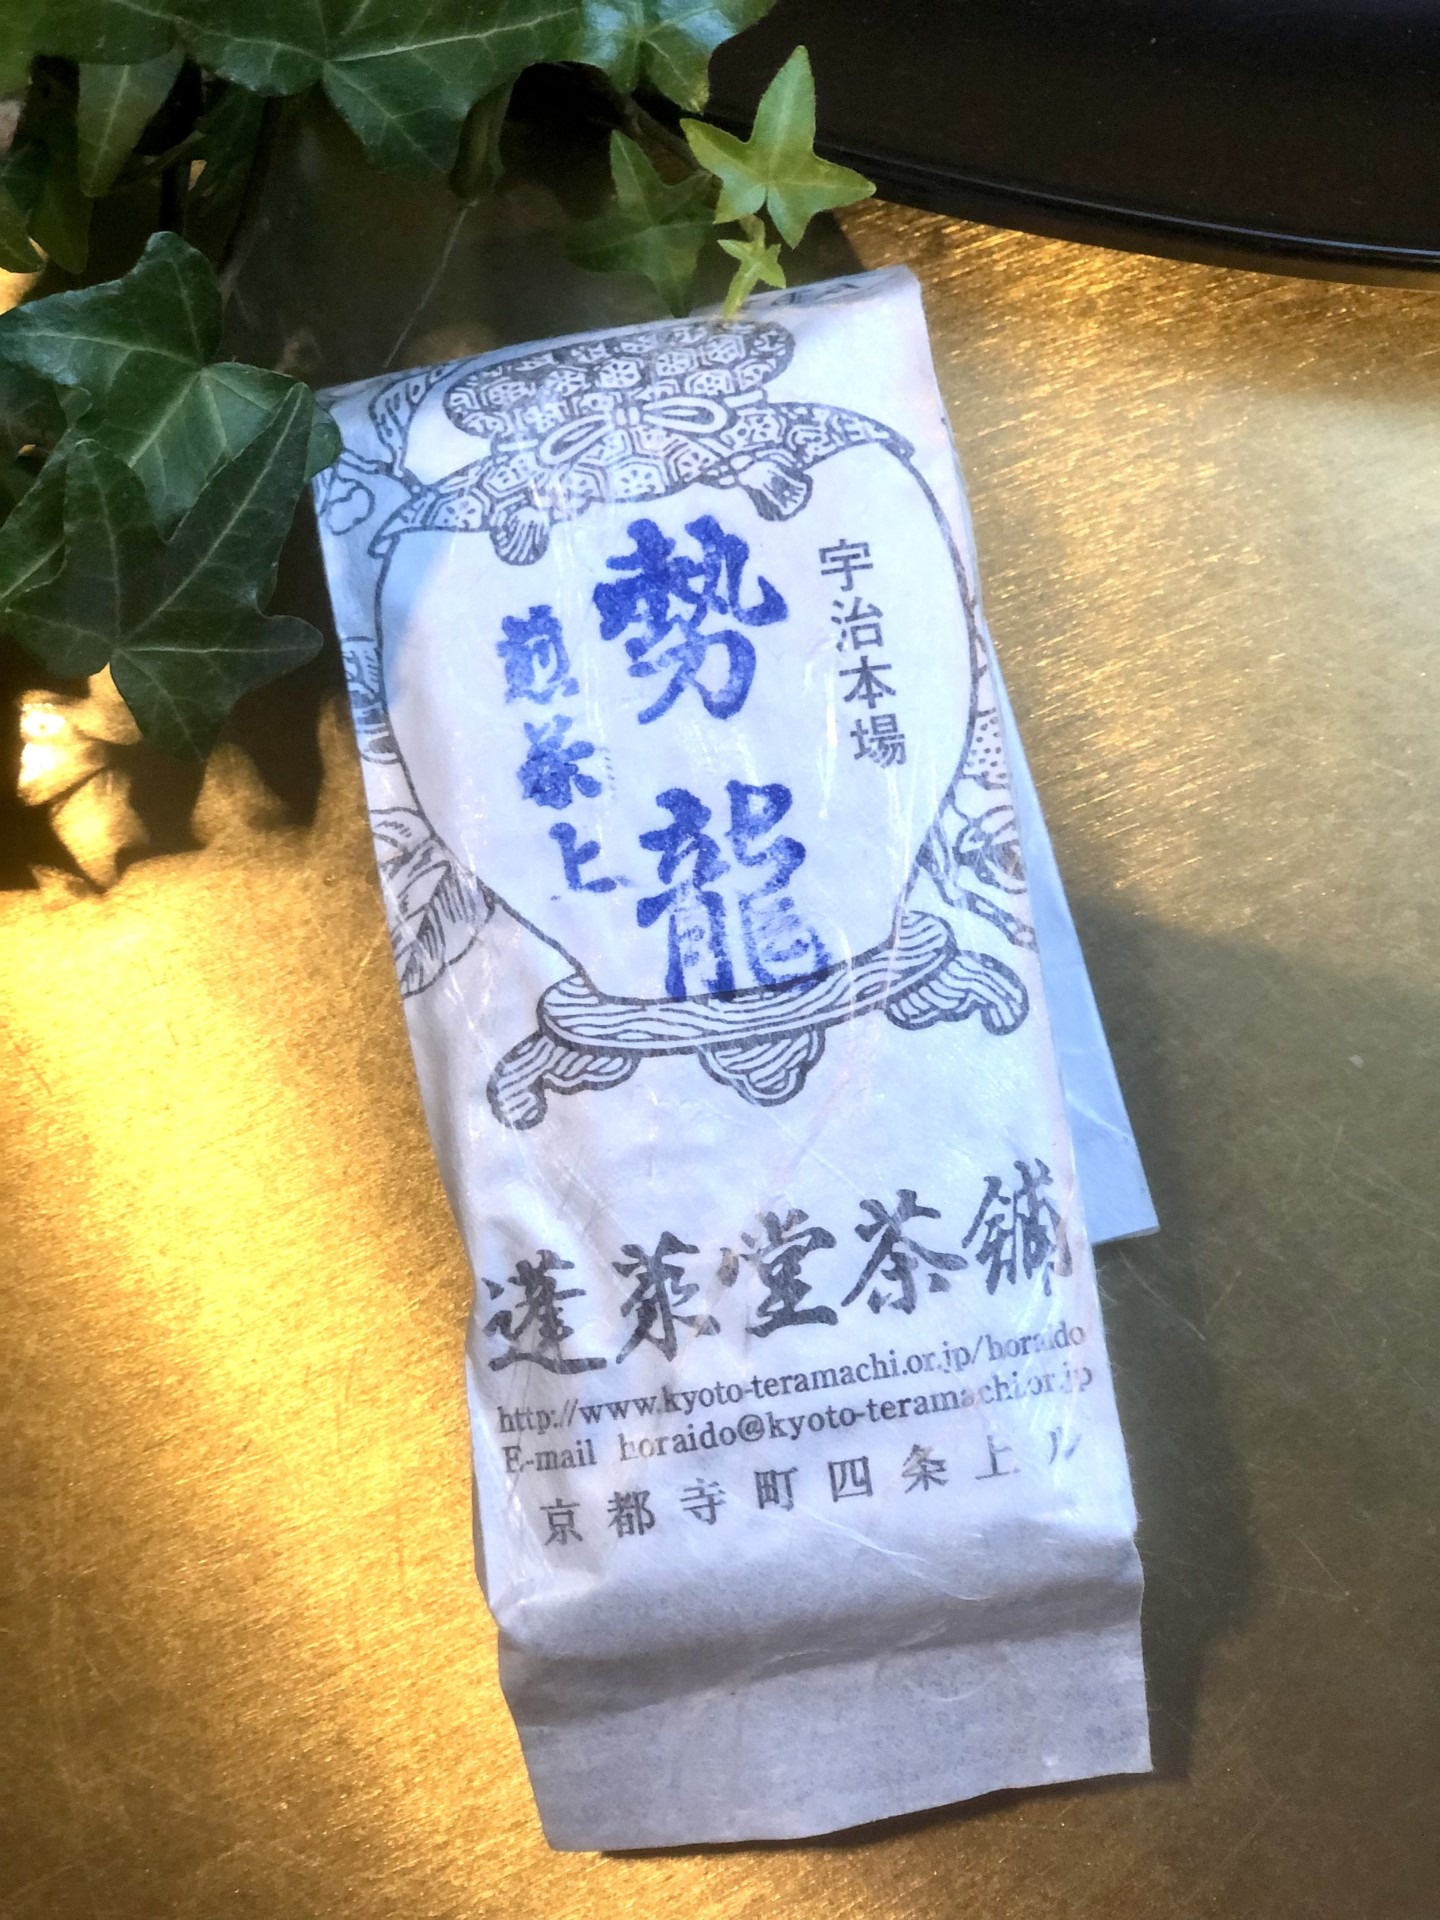 宇治本場
勢龍
煎茶上
蓬莱堂茶舗
http://www.kyoto-teramachi.or.jp/horaido
E-mail horaido@kyoto-teramachi.or.jp
京都寺町四条上ル